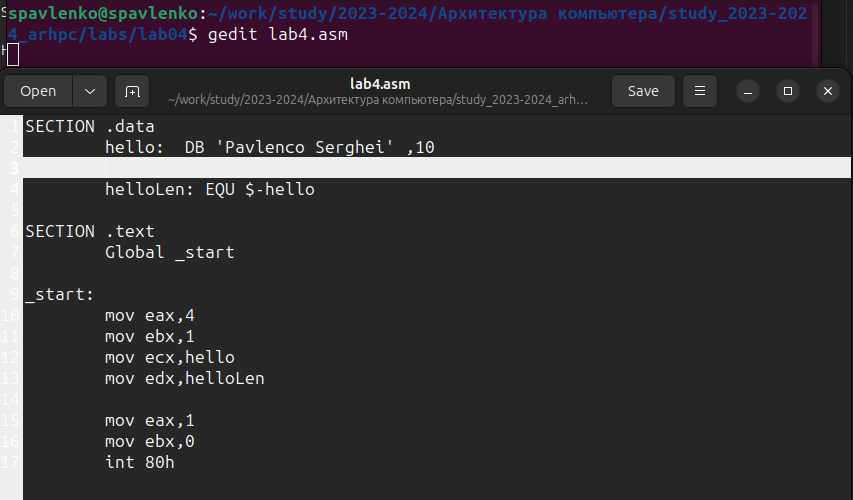 spavlenko@spavlenko:~/work/study/2023-2024/Архитектура компьютера/study_2023-202
4_arhpc/labs/lab04$ gedit lab4.asm
Open
lab4.asm
~/work/study/2023-2024/Архитектура компьютера/study_2023-2024_arh…
Save
1 SECTION .data
2 hello: DB 'Pavlenco Serghei' ,10
3
4 helloLen: EQU $-hello
5
6 SECTION .text
7 Global _start
8
9 _start:
10 mov eax,4
11 mov ebx,1
12 mov ecx,hello
13 mov edx,helloLen
14
15 mov eax,1
16 mov ebx,0
17 int 80h